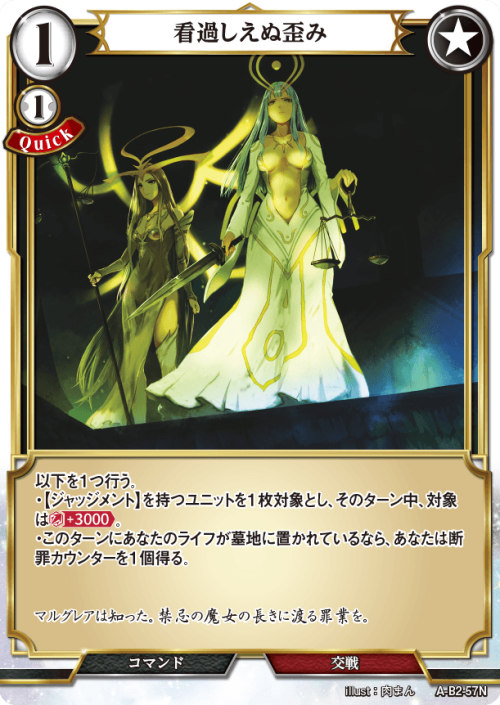 1
看過しえぬ歪み
1
Quick
以下を1つ行う。
・【ジャッジメント】を持つユニットを1枚対象とし、そのターン中、対象
は+3000。
・このターンにあなたのライフが墓地に置かれているなら、あなたは断
罪カウンターを1個得る。
マルグレアは知った。禁忌の魔女の長きに渡る罪業を。
コマンド
交戦
illust：肉まん
A-B2-57N